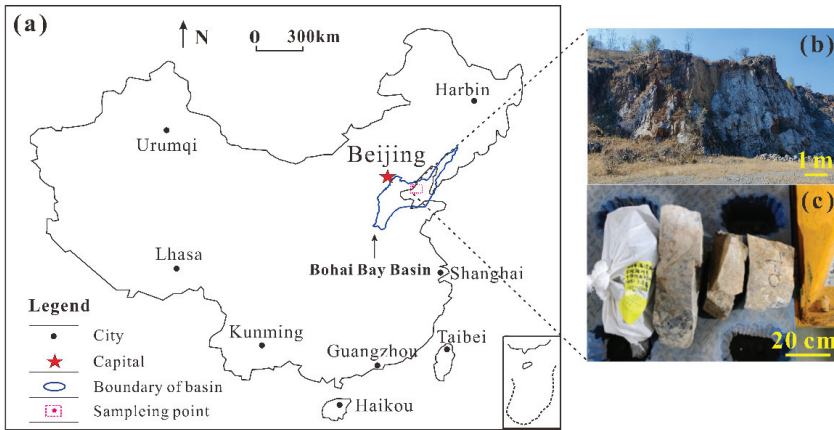 (a)
N
0 300km
Harbin
Urumqi
Beijing
Lhasa
Bohai Bay Basin
Shanghai
Legend
City
Kunming
Taibei
Capital
Guangzhou
Boundary of basin
Sampleing point
Haikou
(b)
1 m
(c)
20 cm